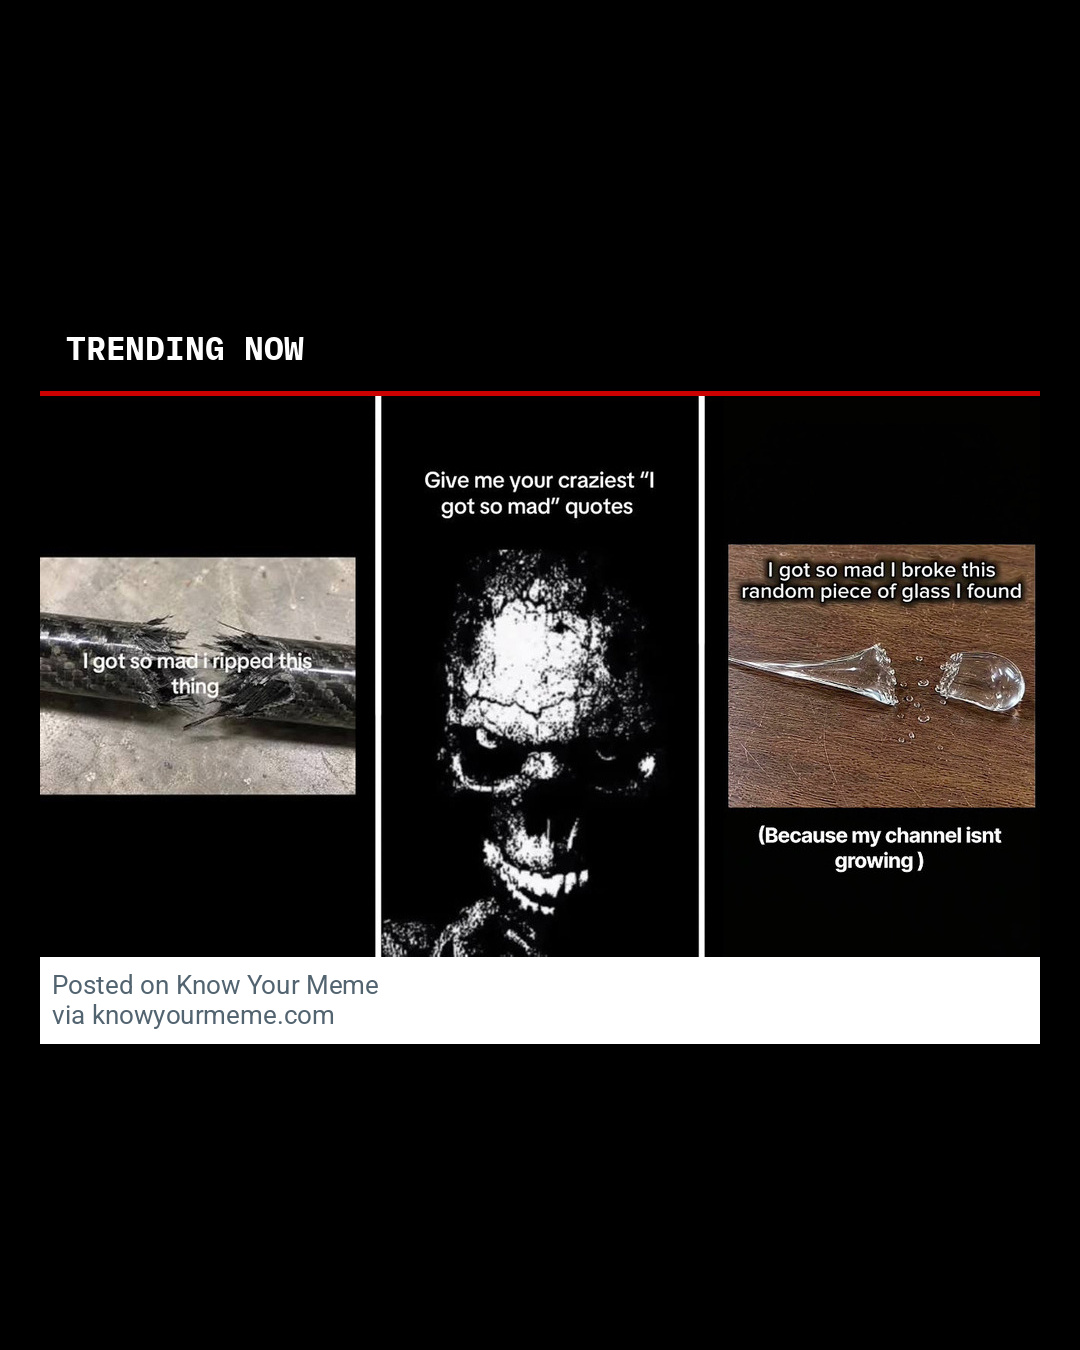 TRENDING NOW
I got so mad i ripped this
thing
Give me your craziest “I
got so mad” quotes
I got so mad I broke this
random piece of glass I found
(Because my channel isnt
growing )
Posted on Know Your Meme
via knowyourmeme.com